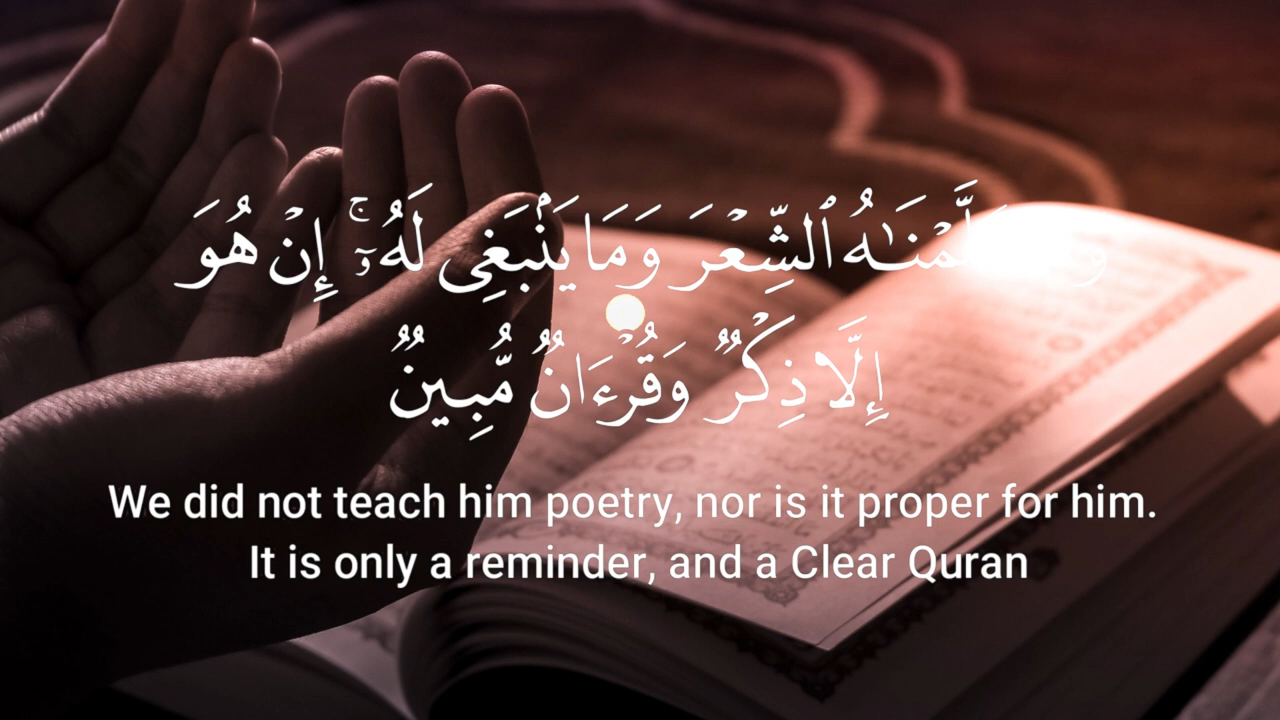 وَمَا عَلَّمْنَـٰهُ ٱلشِّعْرَ وَمَا يَنۢبَغِى لَهُۥٓ ۚ إِنْ هُوَ
إِلَّا ذِكْرٌ وَقُرْءَانٌ مُّبِينٌ
We did not teach him poetry, nor is it proper for him.
It is only a reminder, and a Clear Quran